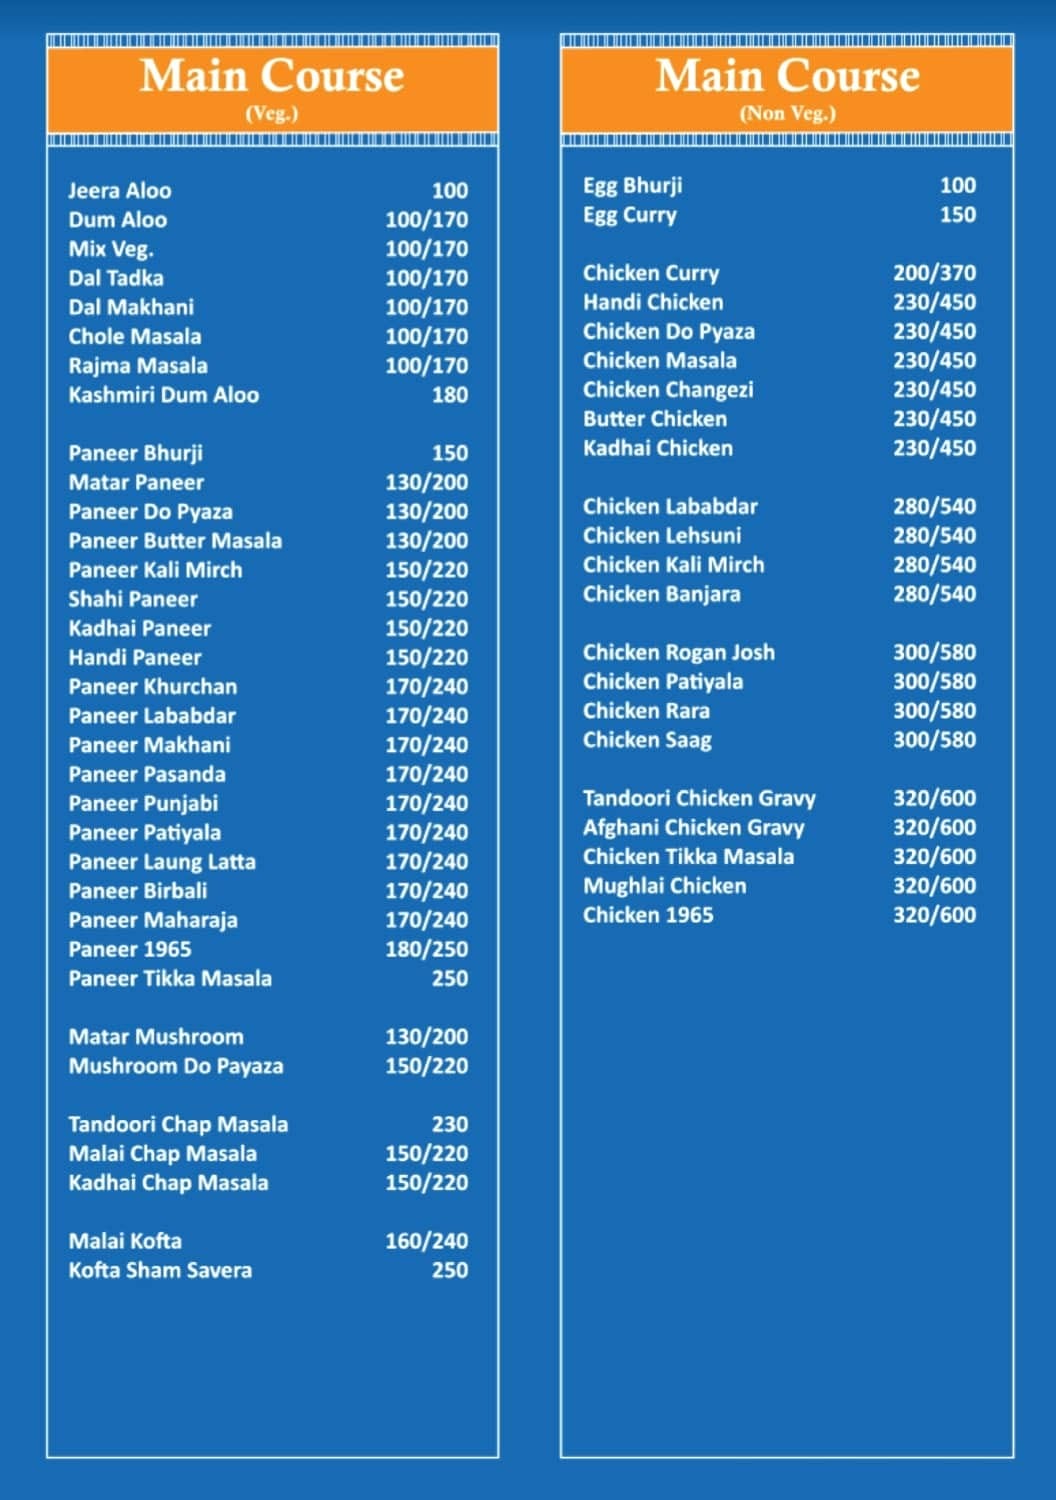 Main Course
(Veg.)
Jeera Aloo 100
Dum Aloo 100/170
Mix Veg. 100/170
Dal Tadka 100/170
Dal Makhani 100/170
Chole Masala 100/170
Rajma Masala 100/170
Kashmiri Dum Aloo 180
Paneer Bhurji 150
Matar Paneer 130/200
Paneer Do Pyaza 130/200
Paneer Butter Masala 130/200
Paneer Kali Mirch 150/220
Shahi Paneer 150/220
Kadhai Paneer 150/220
Handi Paneer 150/220
Paneer Khurchan 170/240
Paneer Lababdar 170/240
Paneer Makhani 170/240
Paneer Pasanda 170/240
Paneer Punjabi 170/240
Paneer Patiyala 170/240
Paneer Laung Latta 170/240
Paneer Birbali 170/240
Paneer Maharaja 170/240
Paneer 1965 180/250
Paneer Tikka Masala 250
Matar Mushroom 130/200
Mushroom Do Payaza 150/220
Tandoori Chap Masala 230
Malai Chap Masala 150/220
Kadhai Chap Masala 150/220
Malai Kofta 160/240
Kofta Sham Savera 250
Main Course
(Non Veg.)
Egg Bhurji 100
Egg Curry 150
Chicken Curry 200/370
Handi Chicken 230/450
Chicken Do Pyaza 230/450
Chicken Masala 230/450
Chicken Changezi 230/450
Butter Chicken 230/450
Kadhai Chicken 230/450
Chicken Lababdar 280/540
Chicken Lehsuni 280/540
Chicken Kali Mirch 280/540
Chicken Banjara 280/540
Chicken Rogan Josh 300/580
Chicken Patiyala 300/580
Chicken Rara 300/580
Chicken Saag 300/580
Tandoori Chicken Gravy 320/600
Afghani Chicken Gravy 320/600
Chicken Tikka Masala 320/600
Mughlai Chicken 320/600
Chicken 1965 320/600